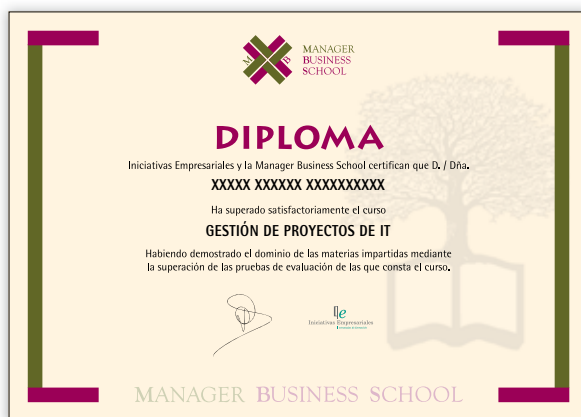 M B
MANAGER
BUSINESS
SCHOOL
DIPLOMA
Iniciativas Empresariales y la Manager Business School certifican que D. / Dña.
XXXXX XXXXXX XXXXXXXXXX
Ha superado satisfactoriamente el curso
GESTIÓN DE PROYECTOS DE IT
Habiendo demostrado el dominio de las materias impartidas mediante
la superación de las pruebas de evaluación de las que consta el curso.
Ie
Iniciativas Empresariales
MANAGER BUSINESS SCHOOL